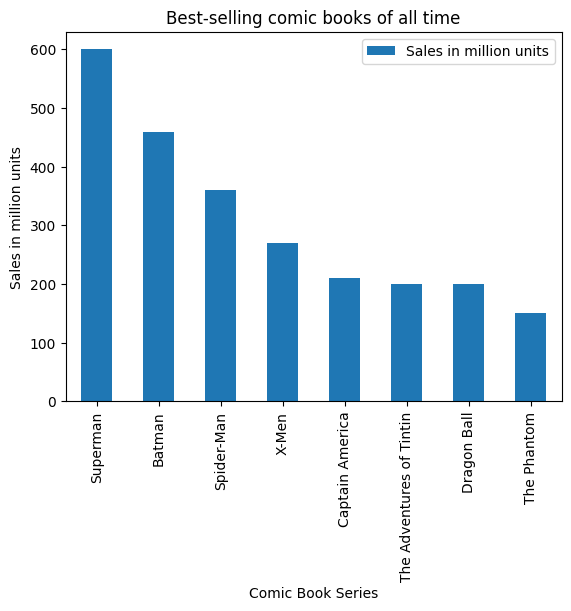 Best-selling comic books of all time
Sales in million units
Sales in million units
600
500
400
300
200
100
0
Superman
Batman
Spider-Man
X-Men
Captain America
The Adventures of Tintin
Dragon Ball
The Phantom
Comic Book Series